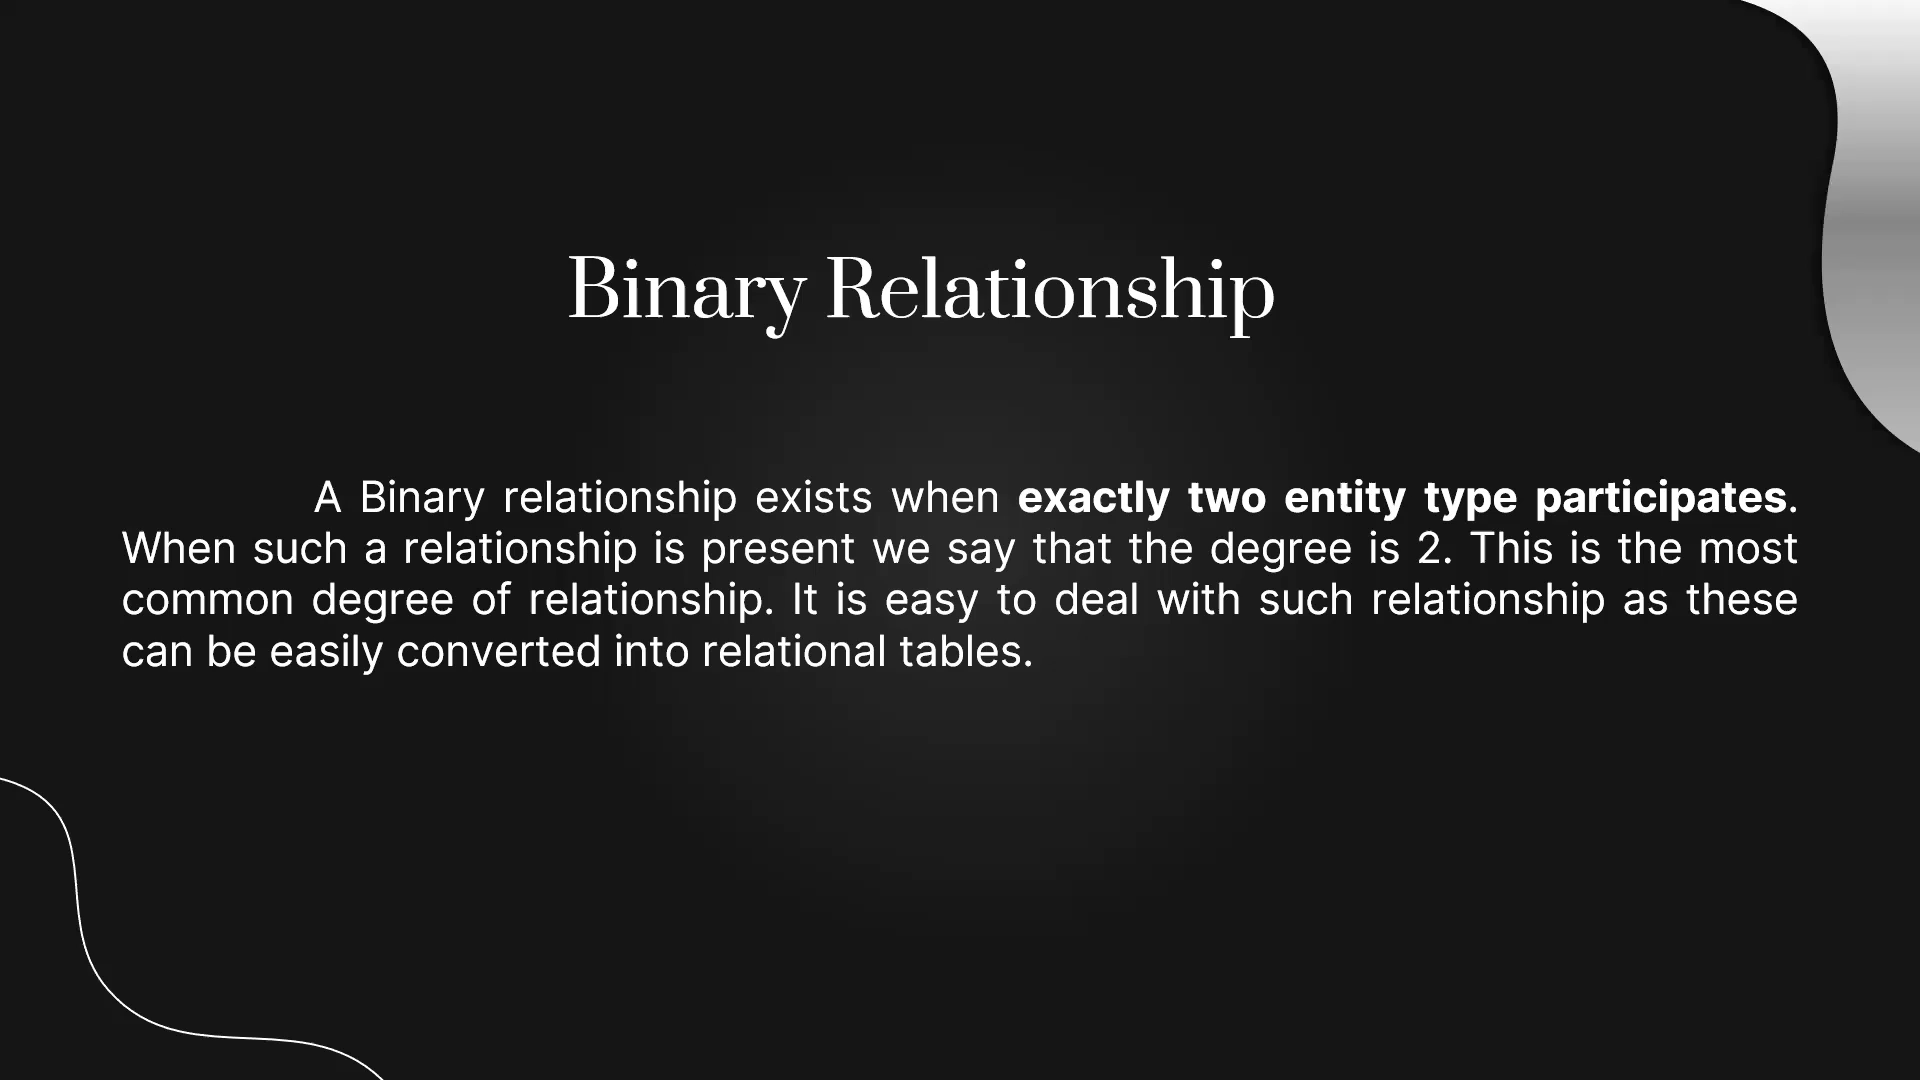 Binary Relationship
A Binary relationship exists when exactly two entity type participates.
When such a relationship is present we say that the degree is 2. This is the most
common degree of relationship. It is easy to deal with such relationship as these
can be easily converted into relational tables.